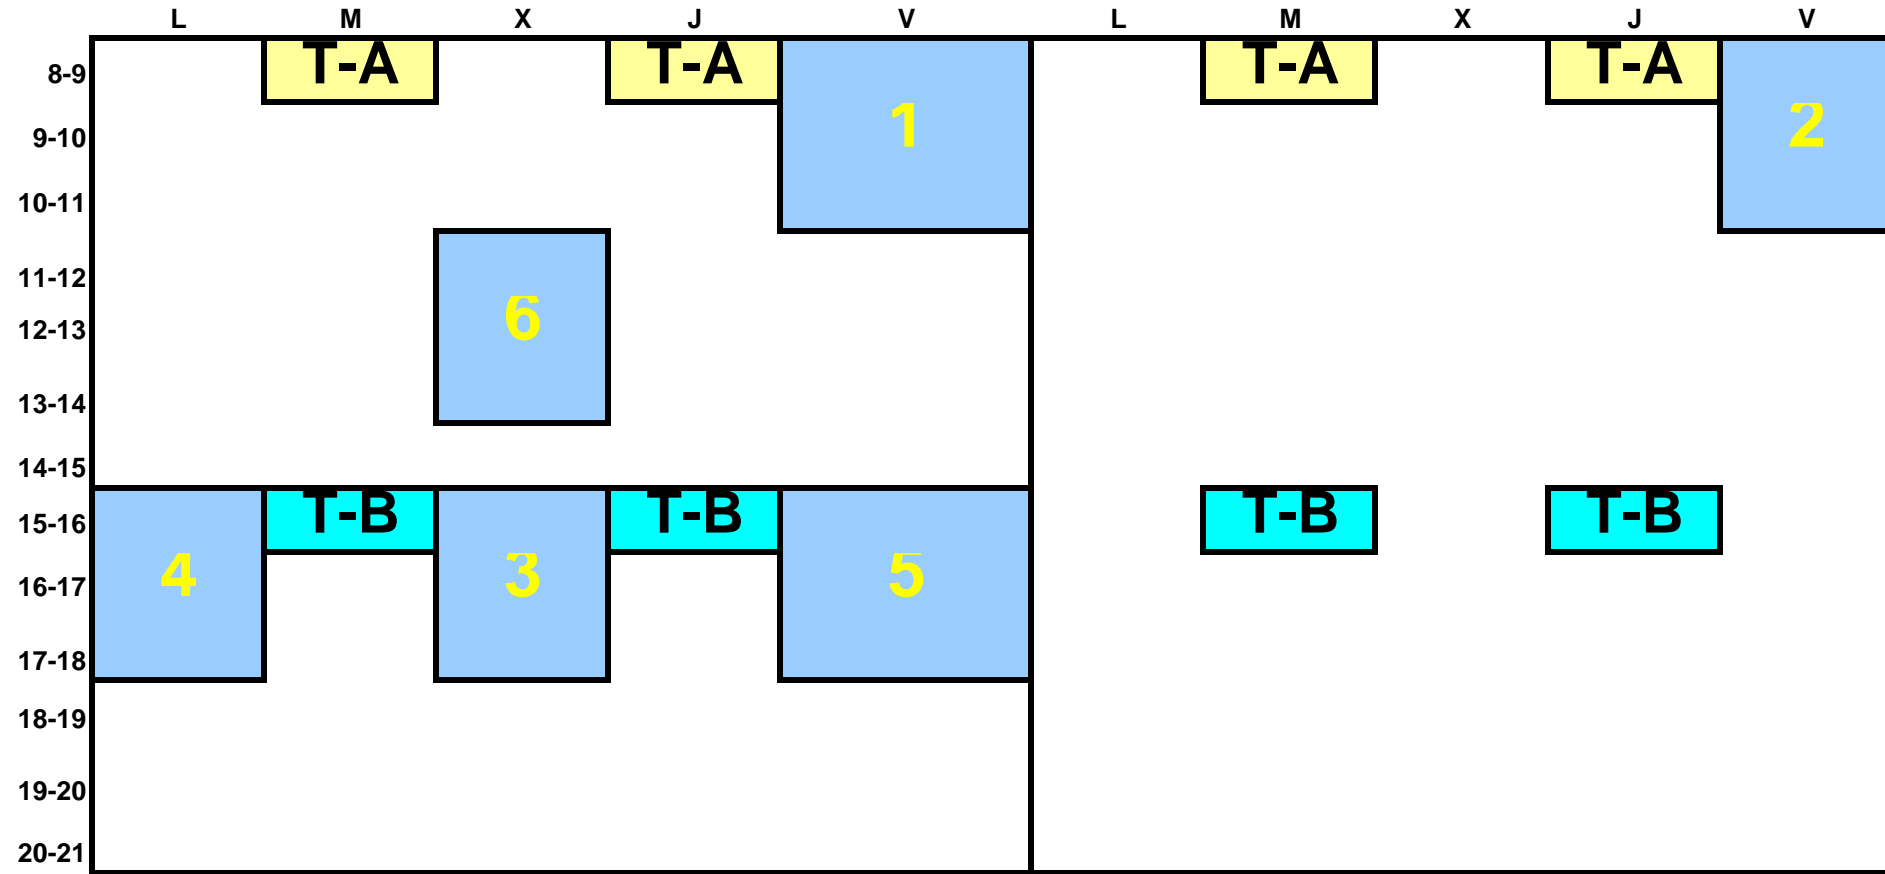 L M X J V L M X J V
8-9 T-A T-A T-A T-A
9-10 1 2
10-11
11-12
12-13 6
13-14
14-15
15-16 T-B T-B T-B T-B
16-17 4 3 5
17-18
18-19
19-20
20-21